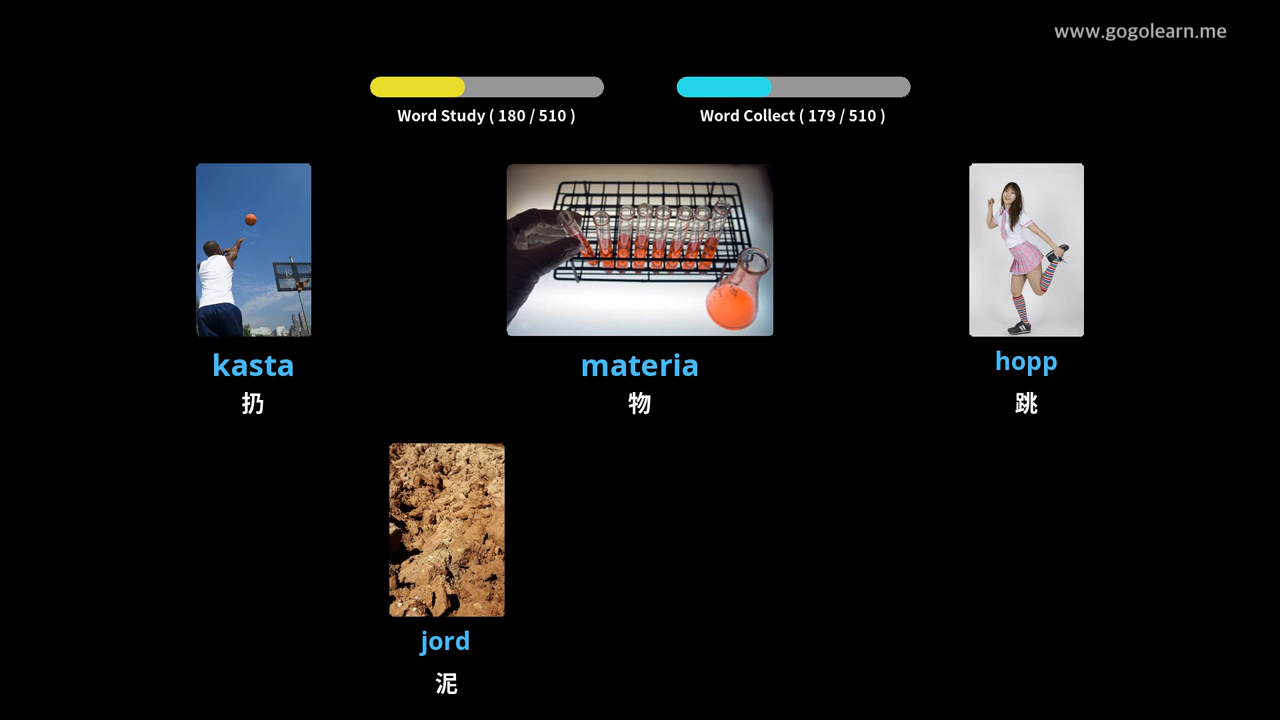 www.gogolearn.me
Word Study ( 180 / 510 )
Word Collect ( 179 / 510 )
kasta
扔
materia
物
hopp
跳
jord
泥